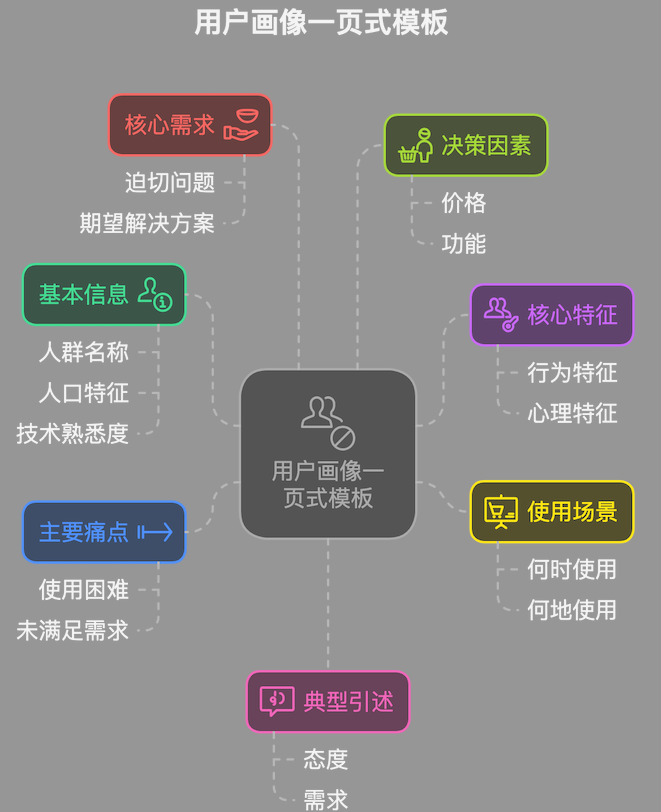 用户画像一页式模板
核心需求
迫切问题
期望解决方案
决策因素
价格
功能
基本信息
人群名称
人口特征
技术熟悉度
核心特征
行为特征
心理特征
用户画像一
页式模板
主要痛点
使用困难
未满足需求
使用场景
何时使用
何地使用
典型引述
态度
需求